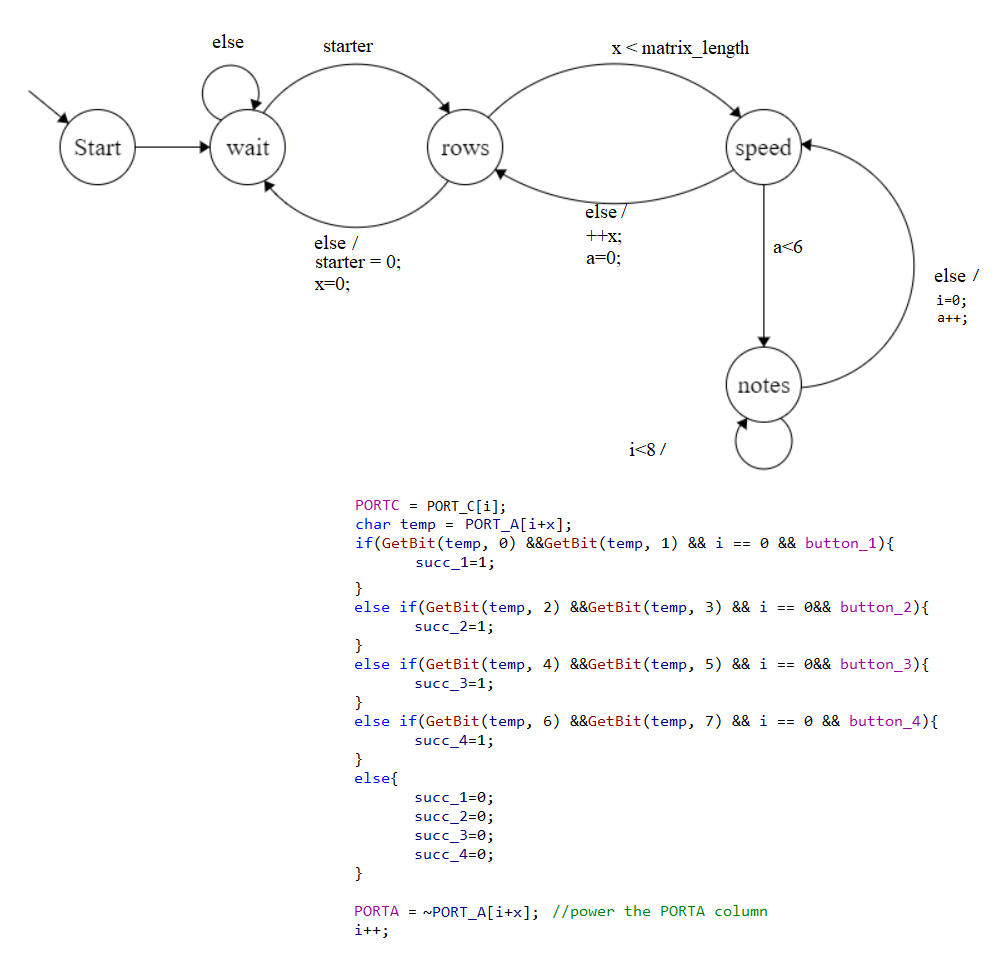 else
starter
x < matrix_length
Start
wait
rows
speed
else /
++x;
a=0;
else /
starter = 0;
x=0;
a<6
else /
i=0;
a++;
notes
i<8 /
PORTC = PORT_C[i];
char temp = PORT_A[i+x];
if(GetBit(temp, 0) &&GetBit(temp, 1) && i == 0 && button_1){
succ_1=1;
}
else if(GetBit(temp, 2) &&GetBit(temp, 3) && i == 0&& button_2){
succ_2=1;
}
else if(GetBit(temp, 4) &&GetBit(temp, 5) && i == 0&& button_3){
succ_3=1;
}
else if(GetBit(temp, 6) &&GetBit(temp, 7) && i == 0 && button_4){
succ_4=1;
}
else{
succ_1=0;
succ_2=0;
succ_3=0;
succ_4=0;
}
PORTA = ~PORT_A[i+x]; //power the PORTA column
i++;